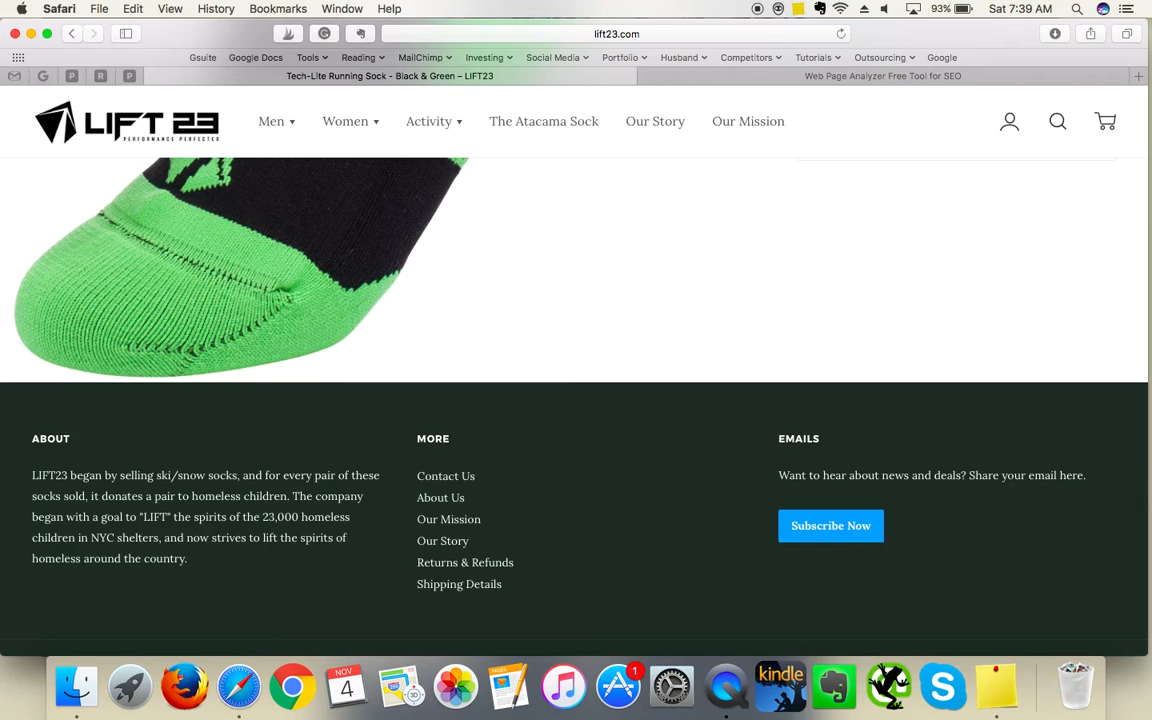 Safari File Edit View History Bookmarks Window Help 93% Sat 7:39 AM
lift23.com
Gsuite Google Docs Tools Reading MailChimp Investing Social Media Portfolio Husband Competitors Tutorials Outsourcing Google
G P R P Tech-Lite Running Sock - Black & Green – LIFT23 Web Page Analyzer Free Tool for SEO
LIFT 23 Men Women Activity The Atacama Sock Our Story Our Mission
PERFORMANCE PERFECTED
ABOUT MORE EMAILS
LIFT23 began by selling ski/snow socks, and for every pair of these
socks sold, it donates a pair to homeless children. The company
began with a goal to "LIFT" the spirits of the 23,000 homeless
children in NYC shelters, and now strives to lift the spirits of
homeless around the country.
Contact Us
About Us
Our Mission
Our Story
Returns & Refunds
Shipping Details
Want to hear about news and deals? Share your email here.
Subscribe Now
NOV
4
3D
1
kindle
S